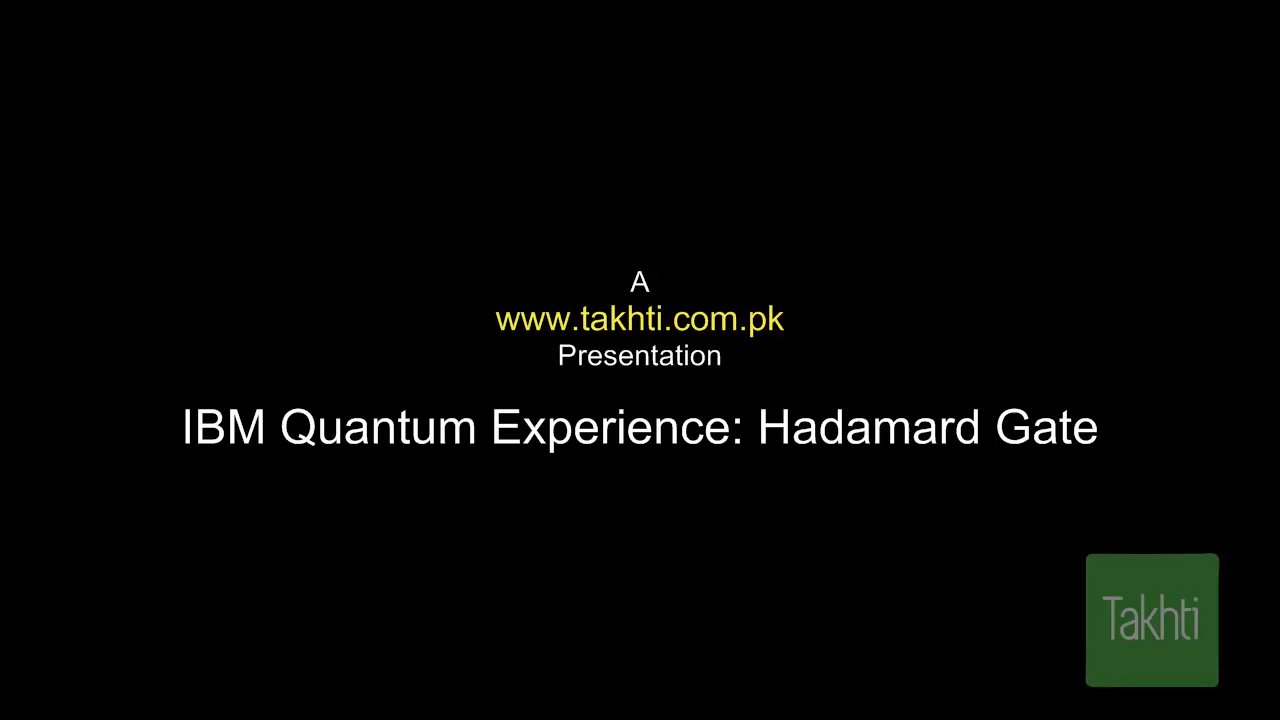 A
www.takhti.com.pk
Presentation
IBM Quantum Experience: Hadamard Gate
Takhti